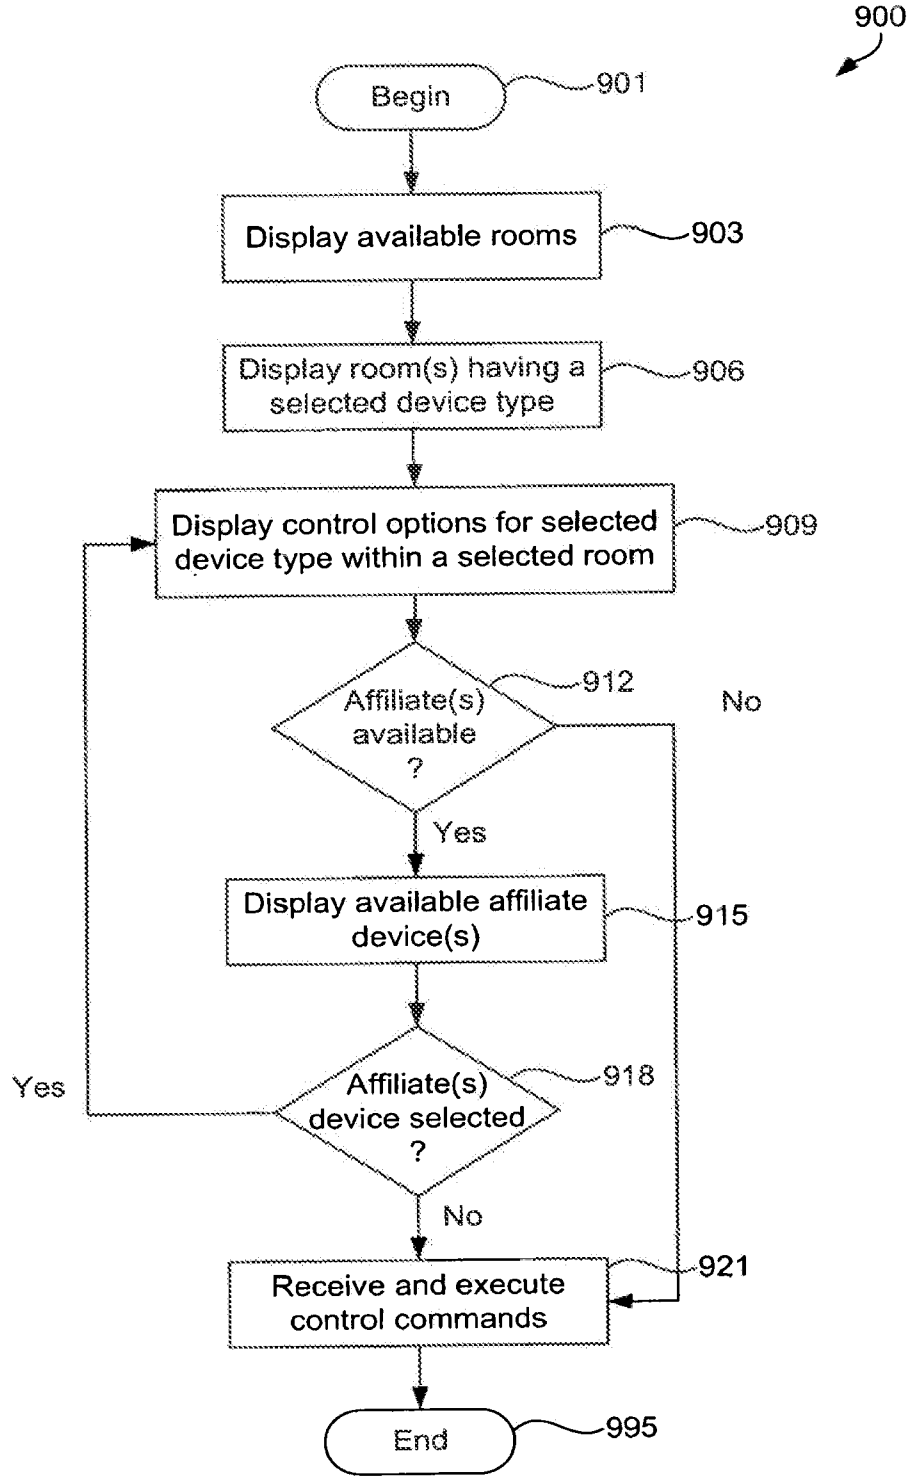 900
Begin
901
Display available rooms
903
Display room(s) having a
selected device type
906
Display control options for selected
device type within a selected room
909
Affiliate(s)
available
?
912
No
Yes
Display available affiliate
device(s)
915
Affiliate(s)
device selected
?
918
Yes
No
Receive and execute
control commands
921
End
995